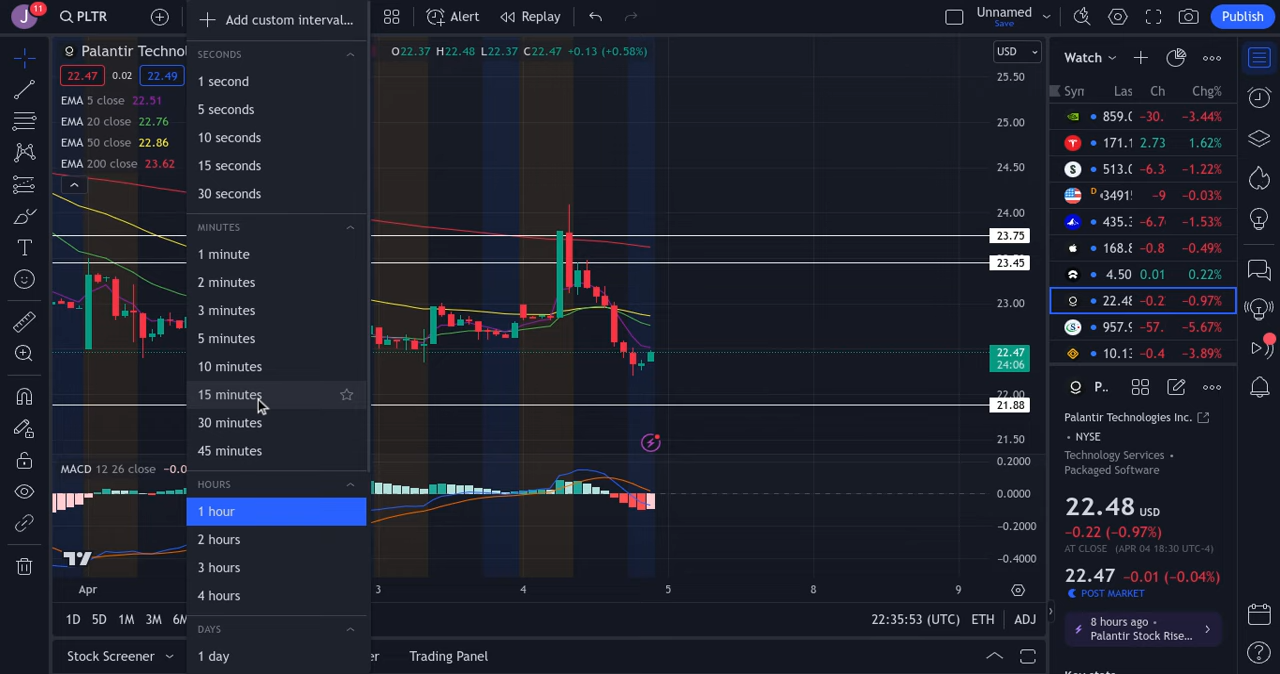 J
11
PLTR
Add custom interval...
Alert
Replay
Unnamed
Save
Publish
Palantir Technol
O22.37 H22.48 L22.37 C22.47 +0.13 (+0.58%)
USD
22.47 0.02 22.49
EMA 5 close 22.51
EMA 20 close 22.76
EMA 50 close 22.86
EMA 200 close 23.62
SECONDS
1 second
5 seconds
10 seconds
15 seconds
30 seconds
MINUTES
1 minute
2 minutes
3 minutes
5 minutes
10 minutes
15 minutes
30 minutes
45 minutes
HOURS
1 hour
2 hours
3 hours
4 hours
DAYS
1 day
25.50
25.00
24.50
24.00
23.75
23.45
23.00
22.47
24:06
22.00
21.88
21.50
MACD 12 26 close −0.0
0.2000
0.0000
−0.2000
−0.4000
Apr 3 4 5 8 9
1D 5D 1M 3M 6M
22:35:53 (UTC) ETH ADJ
Stock Screener
er
Trading Panel
Watch
Syn Las Ch Chg%
859.0 −30. −3.44%
171.1 2.73 1.62%
513.0 −6.3 −1.22%
D 3491 −9 −0.03%
435.3 −6.7 −1.53%
168.8 −0.8 −0.49%
4.50 0.01 0.22%
22.48 −0.2 −0.97%
957.9 −57. −5.67%
10.13 −0.4 −3.89%
P..
Palantir Technologies Inc.
• NYSE
Technology Services •
Packaged Software
22.48 USD
−0.22 (−0.97%)
AT CLOSE (APR 04 18:30 UTC-4)
22.47 −0.01 (−0.04%)
POST MARKET
8 hours ago •
Palantir Stock Rise...